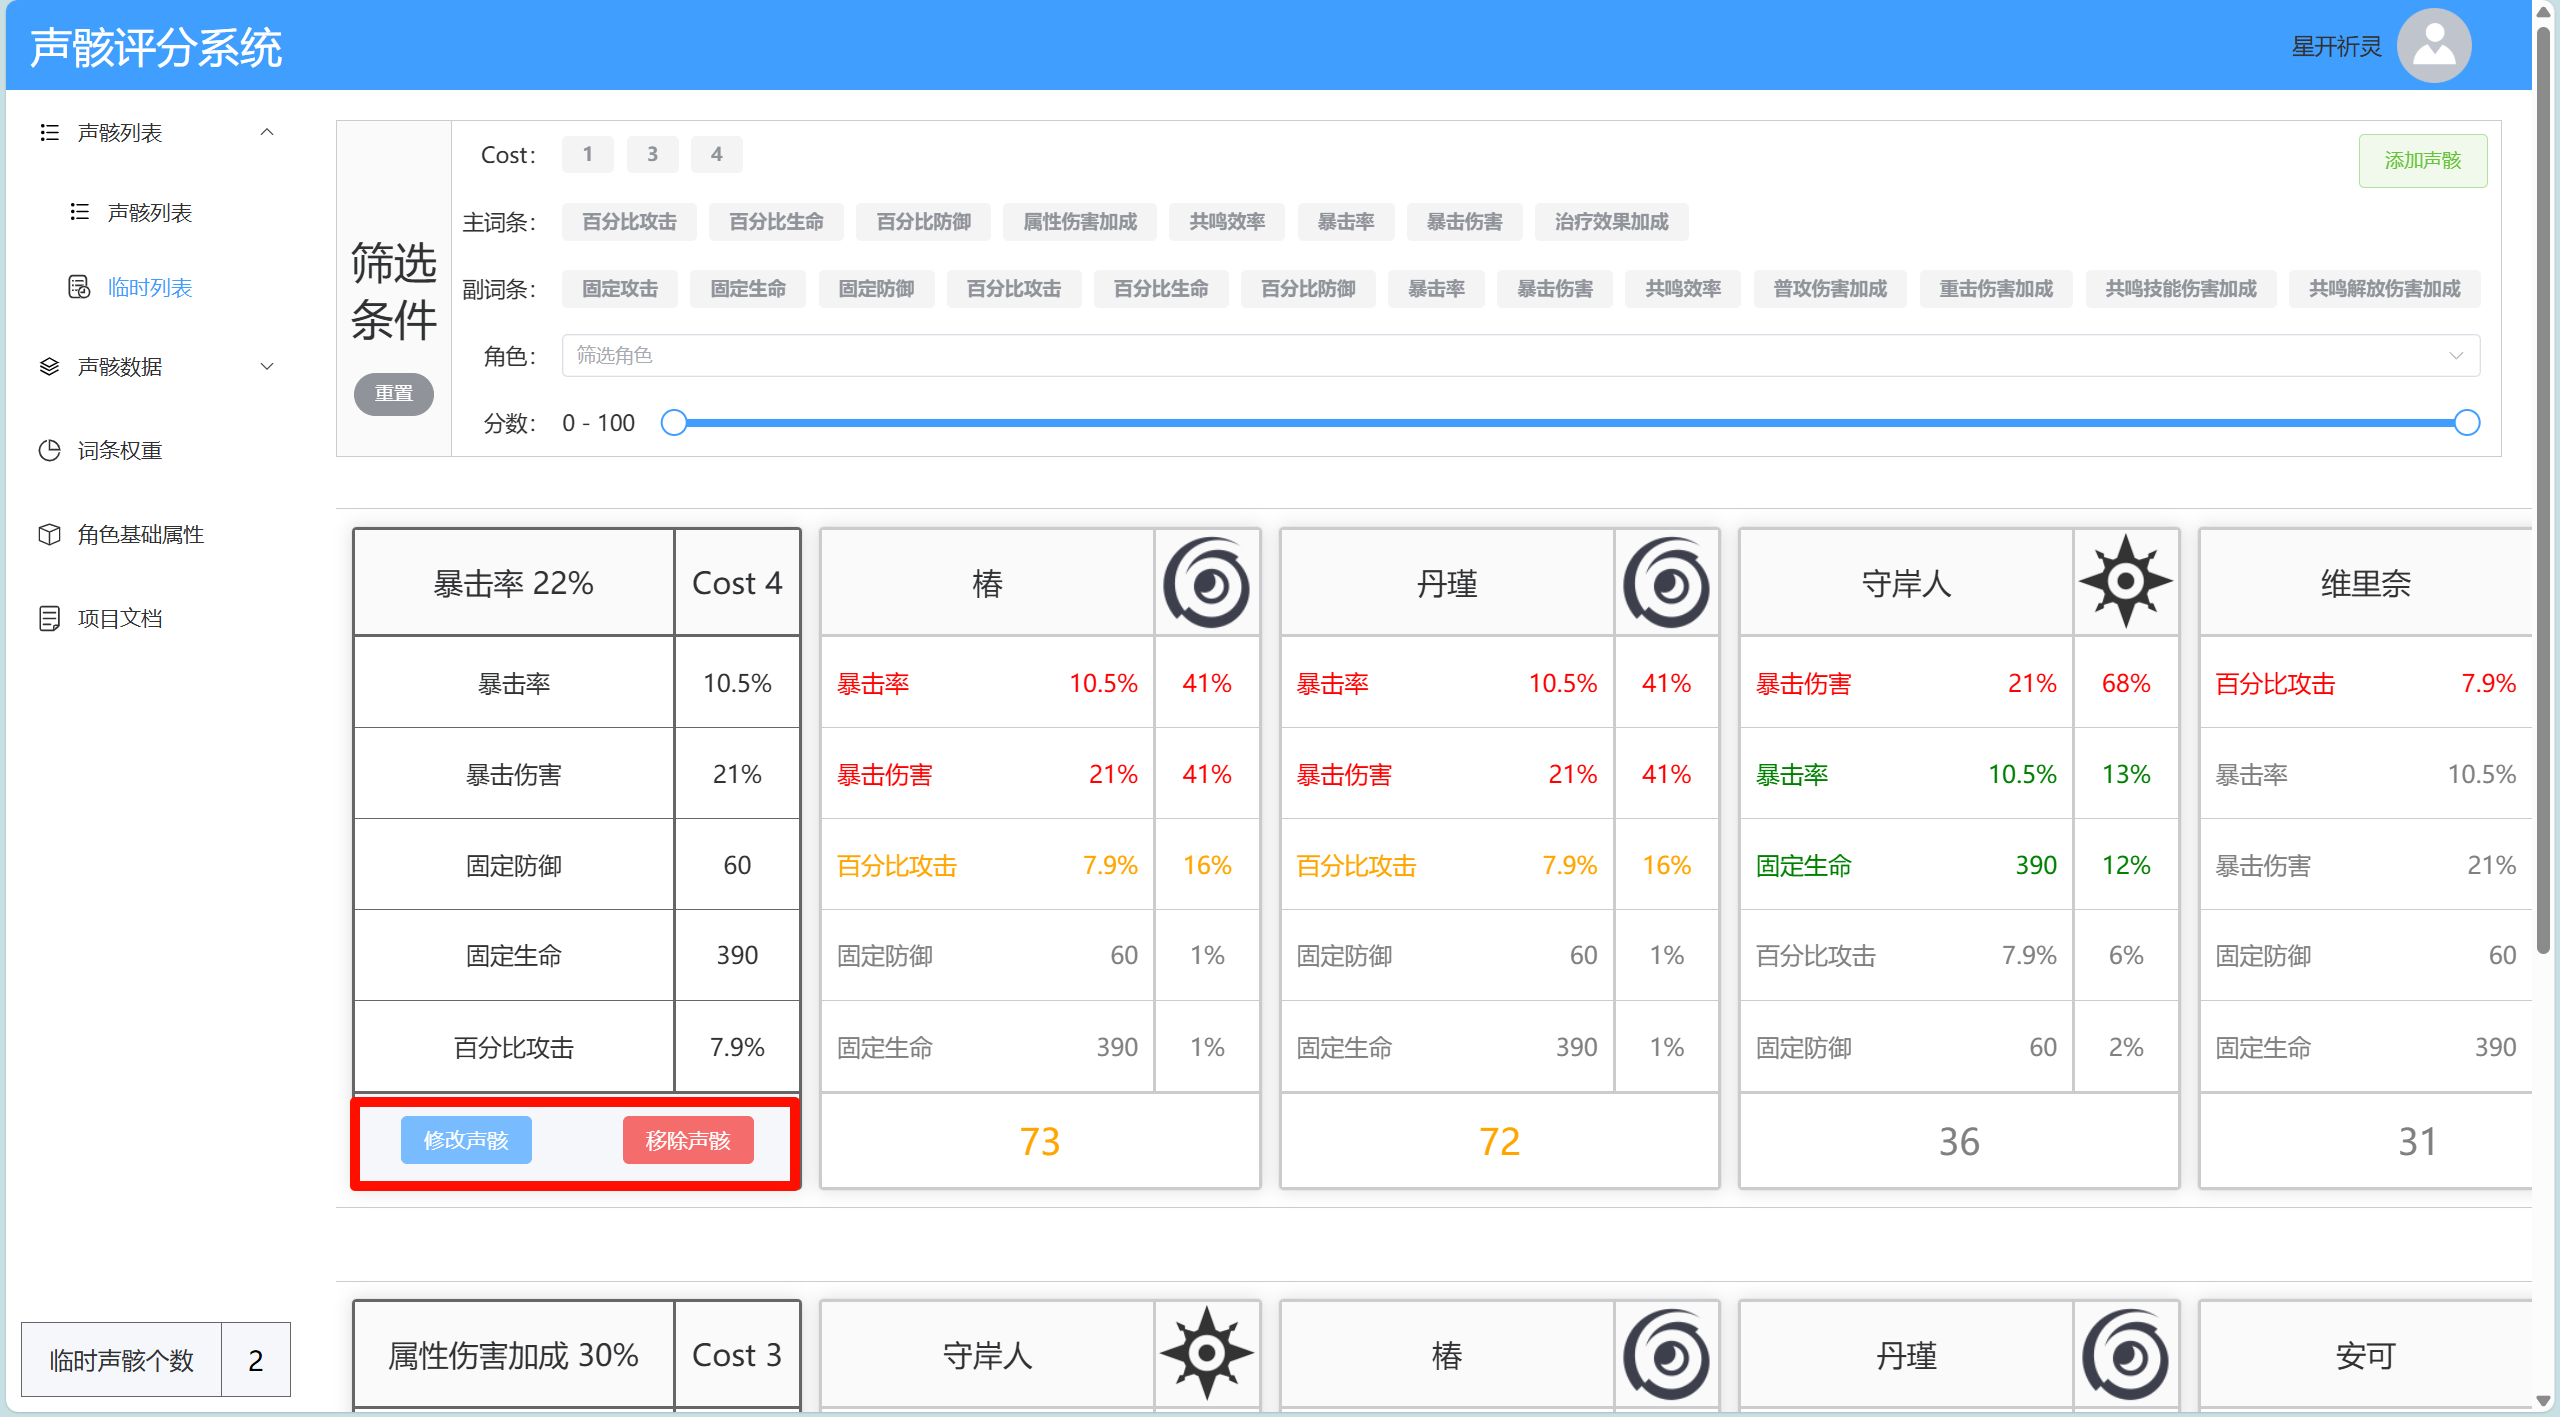 声骸评分系统
星开祈灵
声骸列表
声骸列表
临时列表
声骸数据
词条权重
角色基础属性
项目文档
临时声骸个数 2
筛选条件
重置
Cost： 1 3 4
添加声骸
主词条： 百分比攻击 百分比生命 百分比防御 属性伤害加成 共鸣效率 暴击率 暴击伤害 治疗效果加成
副词条： 固定攻击 固定生命 固定防御 百分比攻击 百分比生命 百分比防御 暴击率 暴击伤害 共鸣效率 普攻伤害加成 重击伤害加成 共鸣技能伤害加成 共鸣解放伤害加成
角色： 筛选角色
分数： 0 - 100
暴击率 22% Cost 4
暴击率 10.5%
暴击伤害 21%
固定防御 60
固定生命 390
百分比攻击 7.9%
修改声骸 移除声骸
椿
暴击率 10.5% 41%
暴击伤害 21% 41%
百分比攻击 7.9% 16%
固定防御 60 1%
固定生命 390 1%
73
丹瑾
暴击率 10.5% 41%
暴击伤害 21% 41%
百分比攻击 7.9% 16%
固定防御 60 1%
固定生命 390 1%
72
守岸人
暴击伤害 21% 68%
暴击率 10.5% 13%
固定生命 390 12%
百分比攻击 7.9% 6%
固定防御 60 2%
36
维里奈
百分比攻击 7.9%
暴击率 10.5%
暴击伤害 21%
固定防御 60
固定生命 390
31
属性伤害加成 30% Cost 3
守岸人
椿
丹瑾
安可